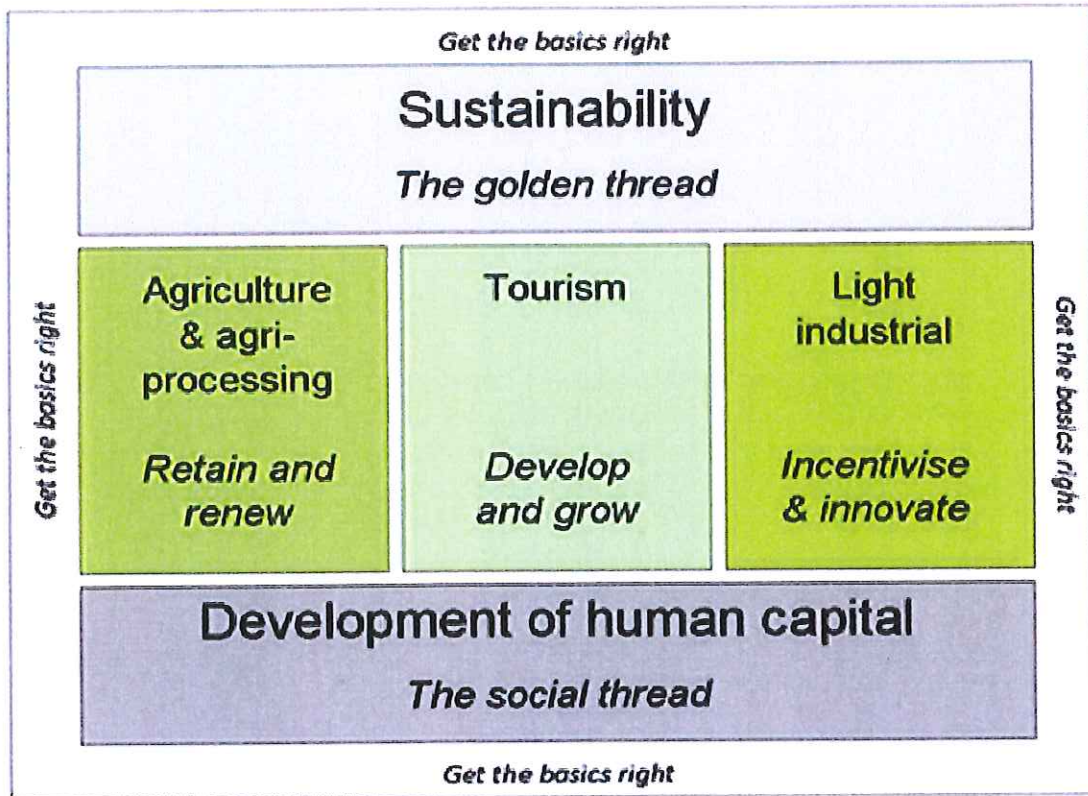 Get the basics right
Sustainability
The golden thread
Get the basics right
Agriculture
& agri-
processing
Retain and
renew
Tourism
Develop
and grow
Light
industrial
Incentivise
& innovate
Get the basics right
Development of human capital
The social thread
Get the basics right